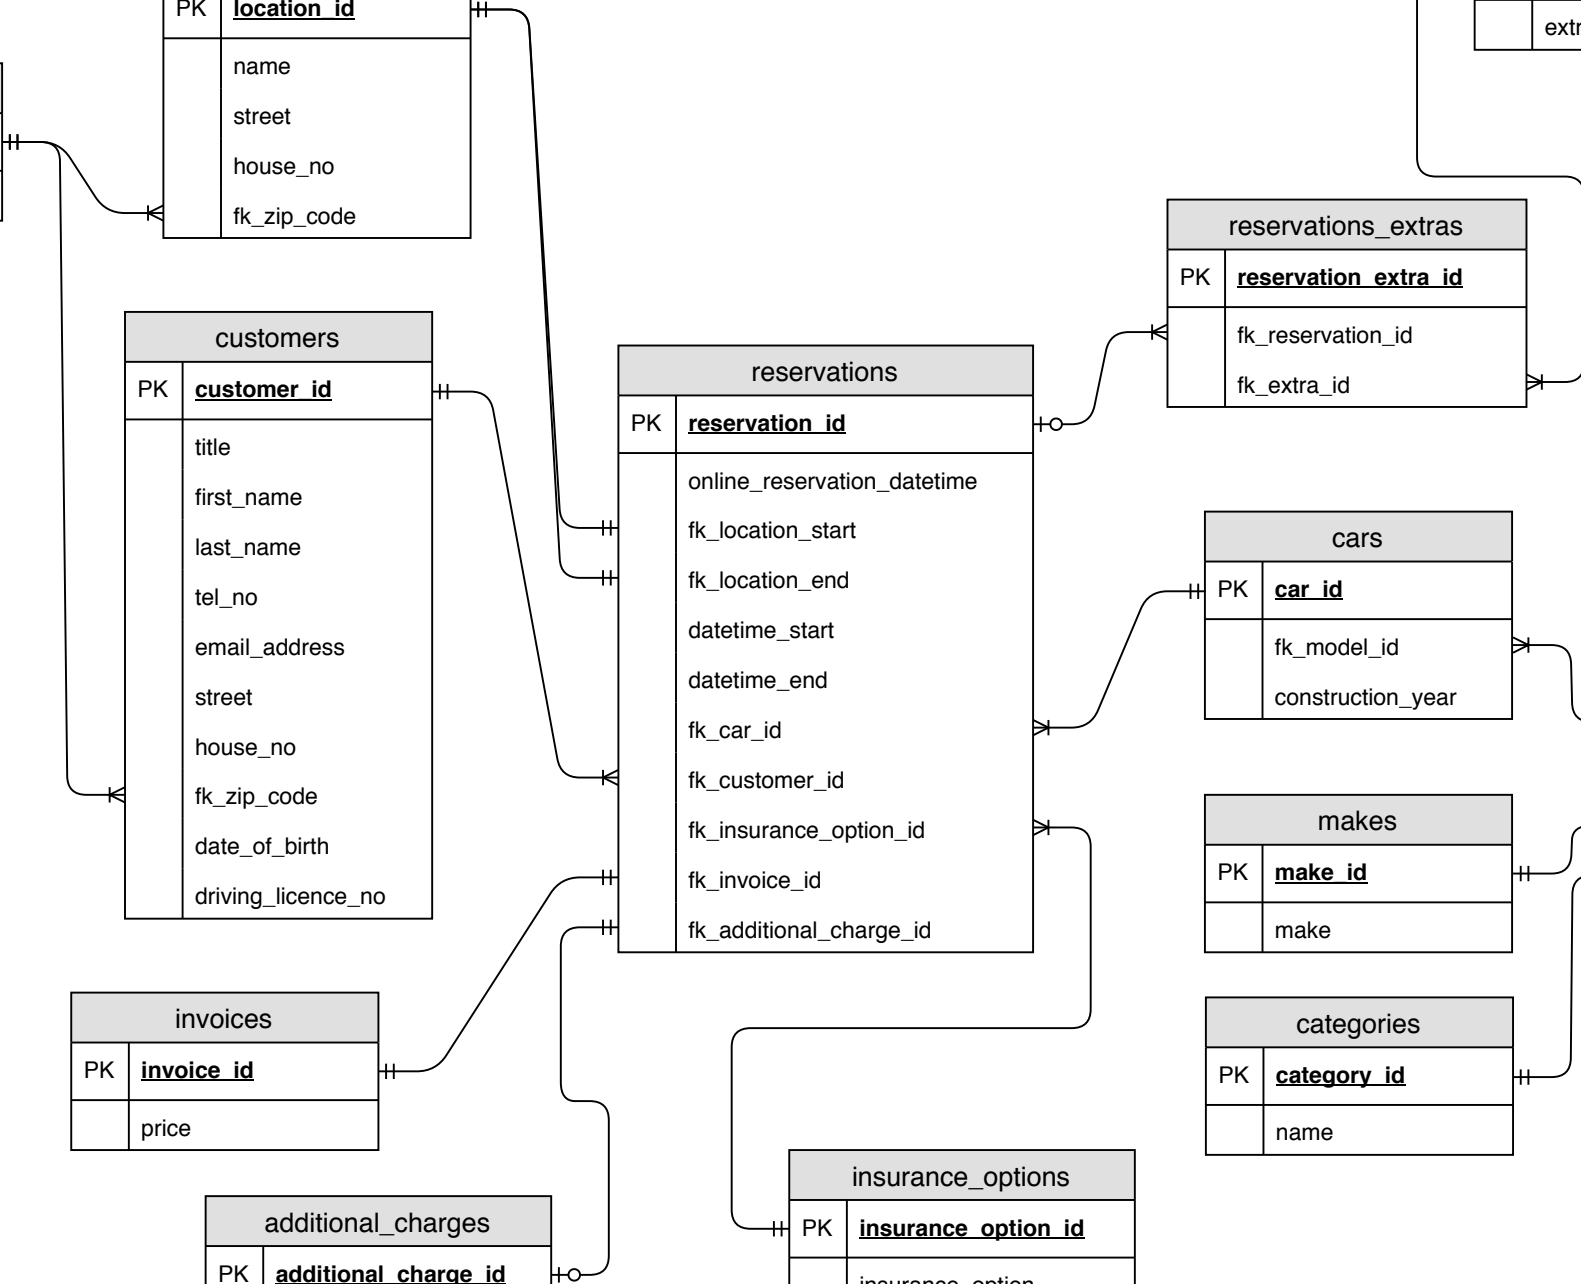 PK location_id
name
street
house_no
fk_zip_code
customers
PK customer_id
title
first_name
last_name
tel_no
email_address
street
house_no
fk_zip_code
date_of_birth
driving_licence_no
invoices
PK invoice_id
price
additional_charges
PK additional_charge_id
reservations
PK reservation_id
online_reservation_datetime
fk_location_start
fk_location_end
datetime_start
datetime_end
fk_car_id
fk_customer_id
fk_insurance_option_id
fk_invoice_id
fk_additional_charge_id
insurance_options
PK insurance_option_id
insurance_option
extr
reservations_extras
PK reservation_extra_id
fk_reservation_id
fk_extra_id
cars
PK car_id
fk_model_id
construction_year
makes
PK make_id
make
categories
PK category_id
name